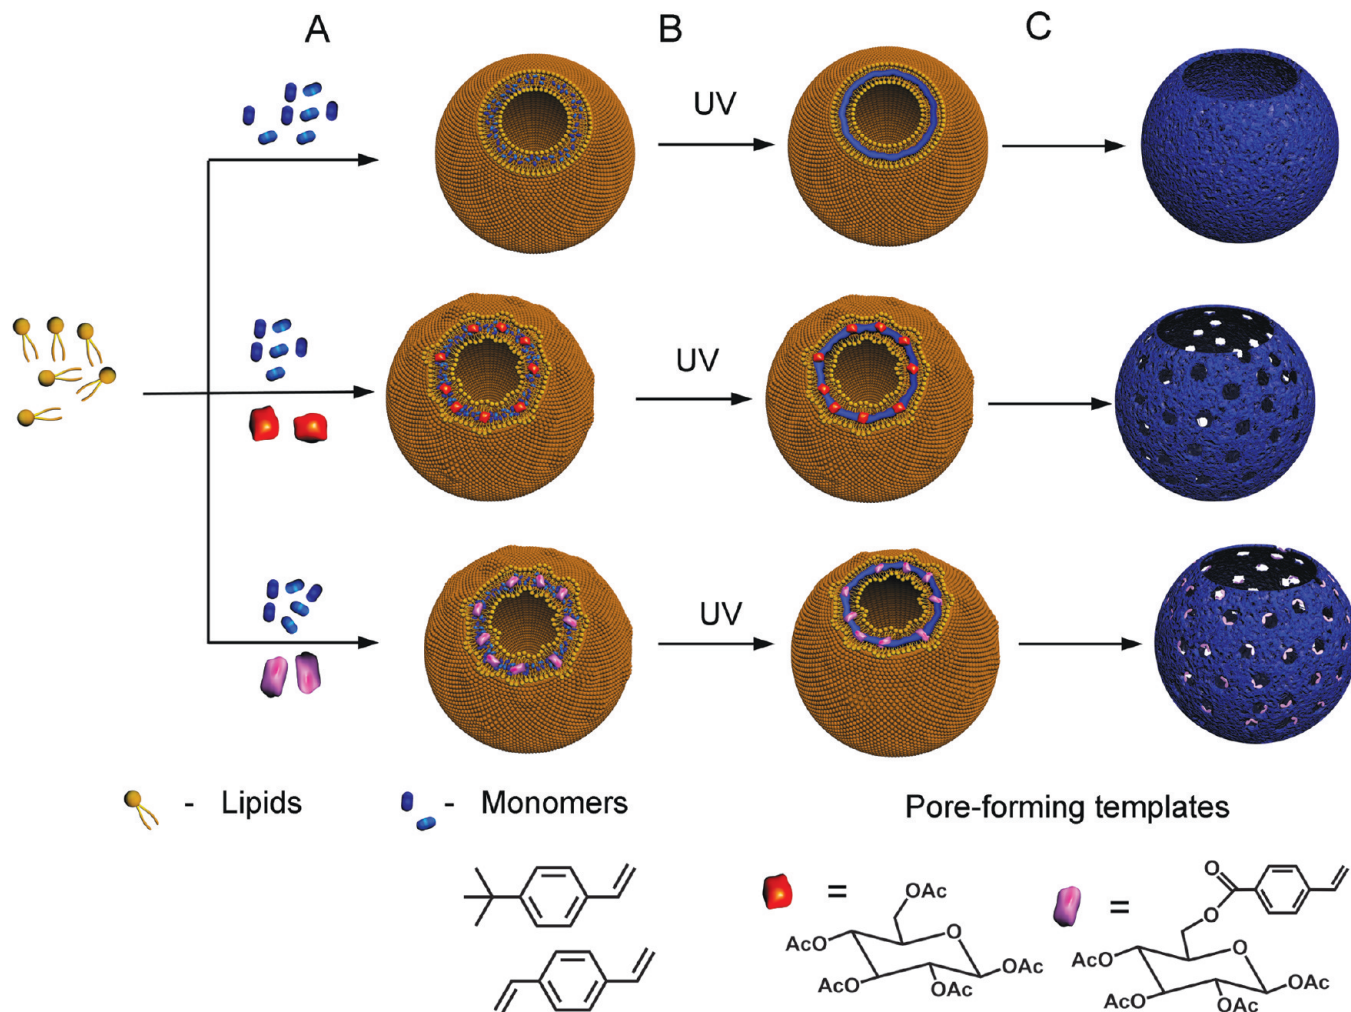 A B C
UV
UV
UV
- Lipids - Monomers Pore-forming templates
=
OAc
O
AcO
AcO
OAc
OAc
=
O
O
O
AcO
AcO
OAc
OAc